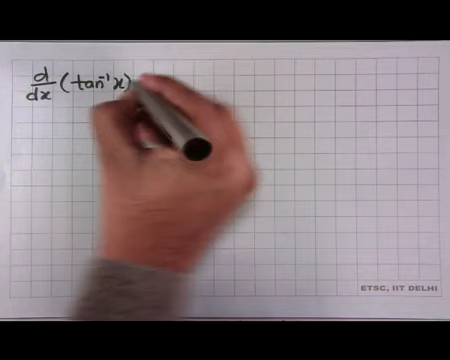 d/dx (tan⁻¹x)
ETSC, IIT DELHI